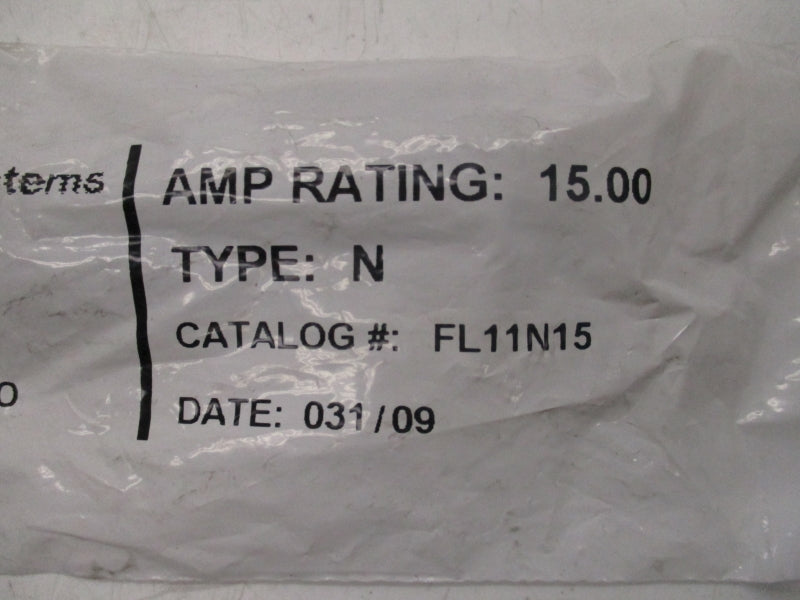 tems
AMP RATING: 15.00
TYPE: N
CATALOG #: FL11N15
O
DATE: 031/09